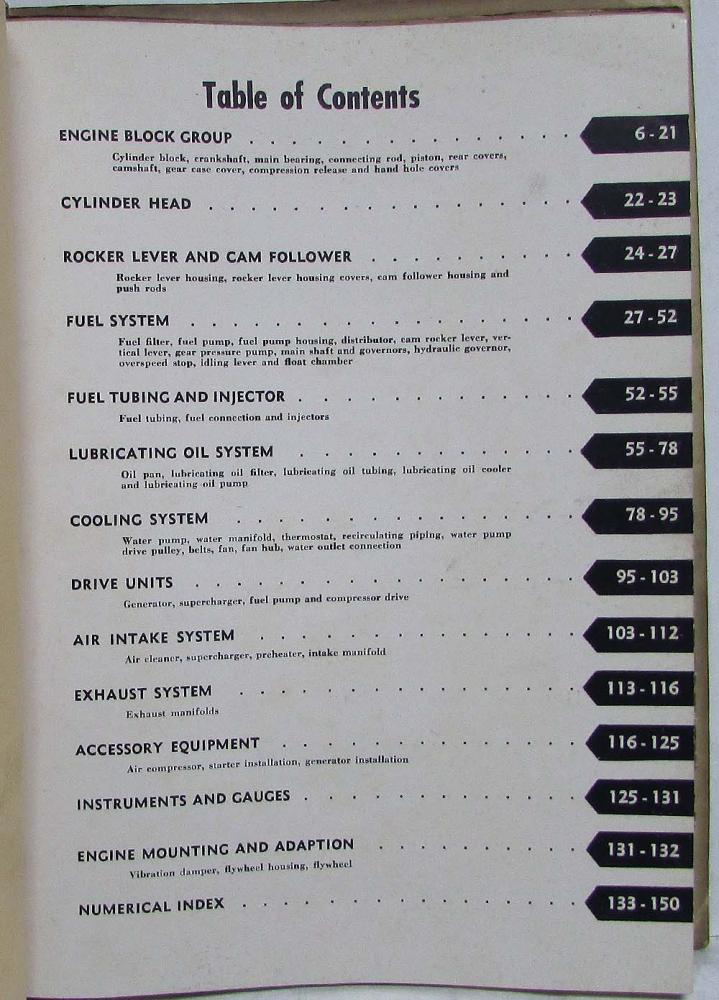 Table of Contents
ENGINE BLOCK GROUP . . . . . . . . . . . . . . 6-21
Cylinder block, crankshaft, main bearing, connecting rod, piston, rear covers,
camshaft, gear case cover, compression release and hand hole covers
CYLINDER HEAD . . . . . . . . . . . . . . . . 22-23
ROCKER LEVER AND CAM FOLLOWER . . . . . . . . . 24-27
Rocker lever housing, rocker lever housing covers, cam follower housing and
push rods
FUEL SYSTEM . . . . . . . . . . . . . . . . . 27-52
Fuel filter, fuel pump, fuel pump housing, distributor, cam rocker lever, ver-
tical lever, gear pressure pump, main shaft and governors, hydraulic governor,
overspeed stop, idling lever and float chamber
FUEL TUBING AND INJECTOR . . . . . . . . . . . . 52-55
Fuel tubing, fuel connection and injectors
LUBRICATING OIL SYSTEM . . . . . . . . . . . . 55-78
Oil pan, lubricating oil filter, lubricating oil tubing, lubricating oil cooler
and lubricating oil pump
COOLING SYSTEM . . . . . . . . . . . . . . . 78-95
Water pump, water manifold, thermostat, recirculating piping, water pump
drive pulley, belts, fan, fan hub, water outlet connection
DRIVE UNITS . . . . . . . . . . . . . . . . . 95-103
Generator, supercharger, fuel pump and compressor drive
AIR INTAKE SYSTEM . . . . . . . . . . . . . . 103-112
Air cleaner, supercharger, preheater, intake manifold
EXHAUST SYSTEM . . . . . . . . . . . . . . . 113-116
Exhaust manifolds
ACCESSORY EQUIPMENT . . . . . . . . . . . . . 116-125
Air compressor, starter installation, generator installation
INSTRUMENTS AND GAUGES . . . . . . . . . . . . 125-131
ENGINE MOUNTING AND ADAPTION . . . . . . . . . 131-132
Vibration damper, flywheel housing, flywheel
NUMERICAL INDEX . . . . . . . . . . . . . . . 133-150